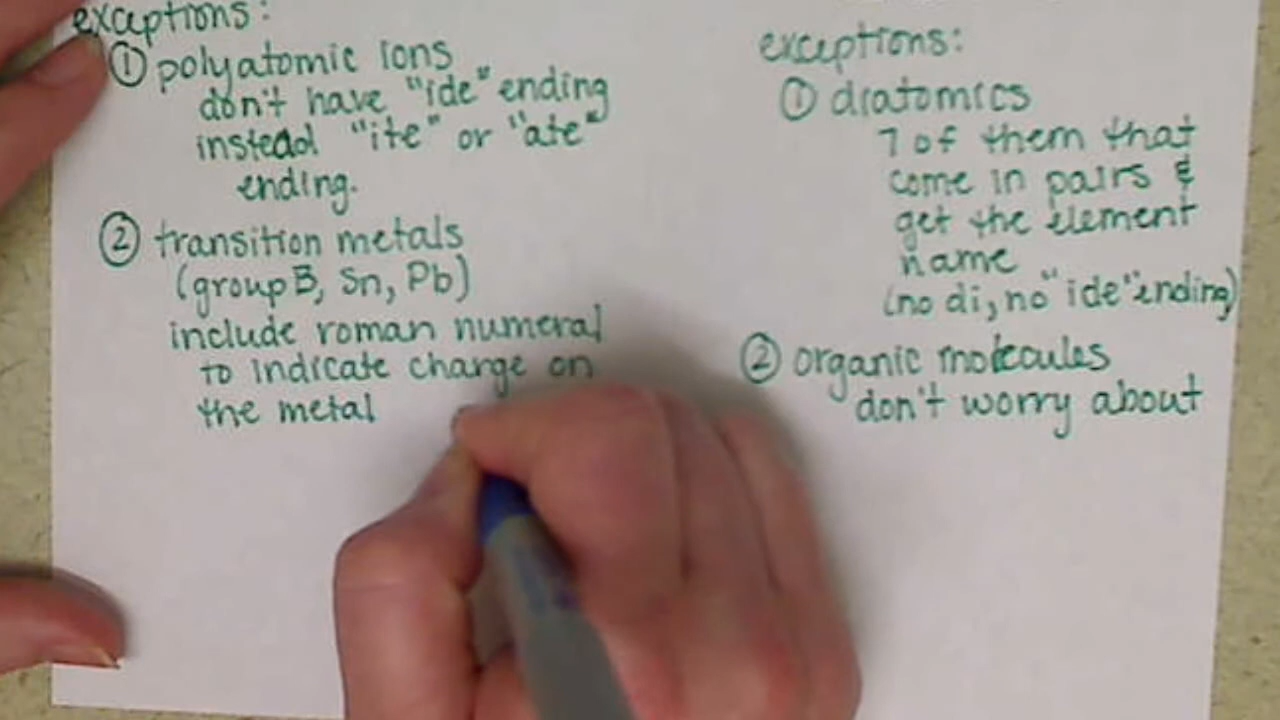 exceptions:
① polyatomic ions
don't have "ide" ending
instead "ite" or "ate"
ending.
② transition metals
(group B, Sn, Pb)
include roman numeral
to indicate charge on
the metal
exceptions:
① diatomics
7 of them that
come in pairs &
get the element
name
(no di, no "ide" ending)
② organic molecules
don't worry about